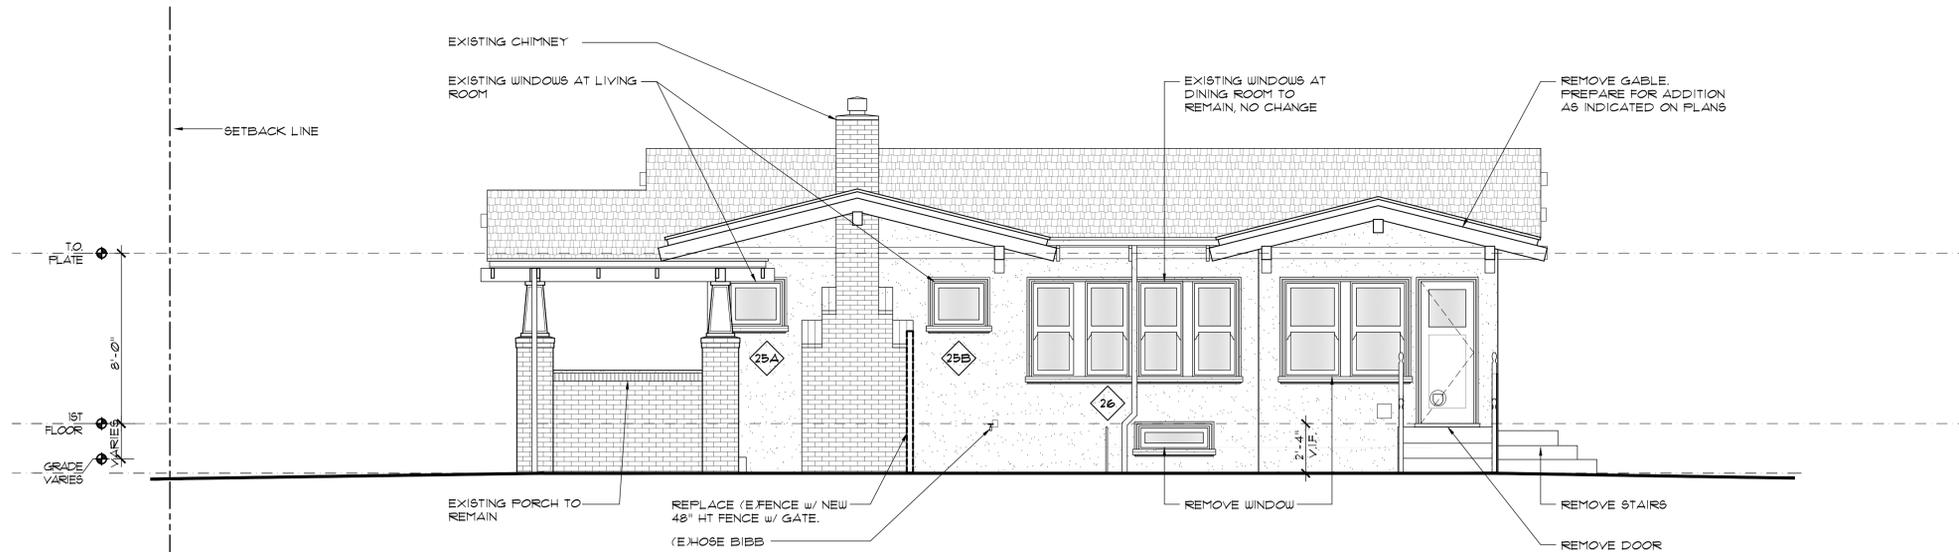 EXISTING CHIMNEY
EXISTING WINDOWS AT LIVING
ROOM
EXISTING WINDOWS AT
DINING ROOM TO
REMAIN, NO CHANGE
REMOVE GABLE.
PREPARE FOR ADDITION
AS INDICATED ON PLANS
SETBACK LINE
T.O.
PLATE
8'-0"
1ST
FLOOR
VARIES
GRADE
VARIES
25A
25B
26
2'-4"
V.I.F.
EXISTING PORCH TO
REMAIN
REPLACE (E)FENCE w/ NEW
48" HT FENCE w/ GATE.
(E)HOSE BIBB
REMOVE WINDOW
REMOVE STAIRS
REMOVE DOOR